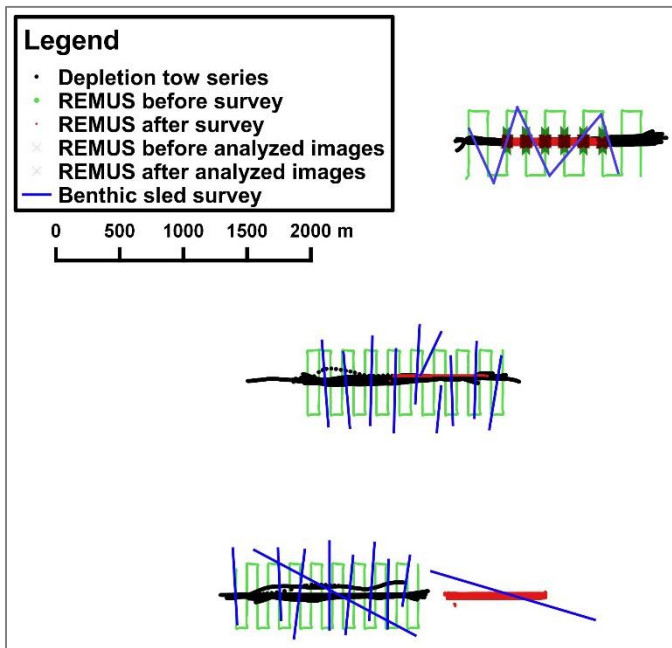 Legend
Depletion tow series
REMUS before survey
REMUS after survey
REMUS before analyzed images
REMUS after analyzed images
Benthic sled survey
0 500 1000 1500 2000 m